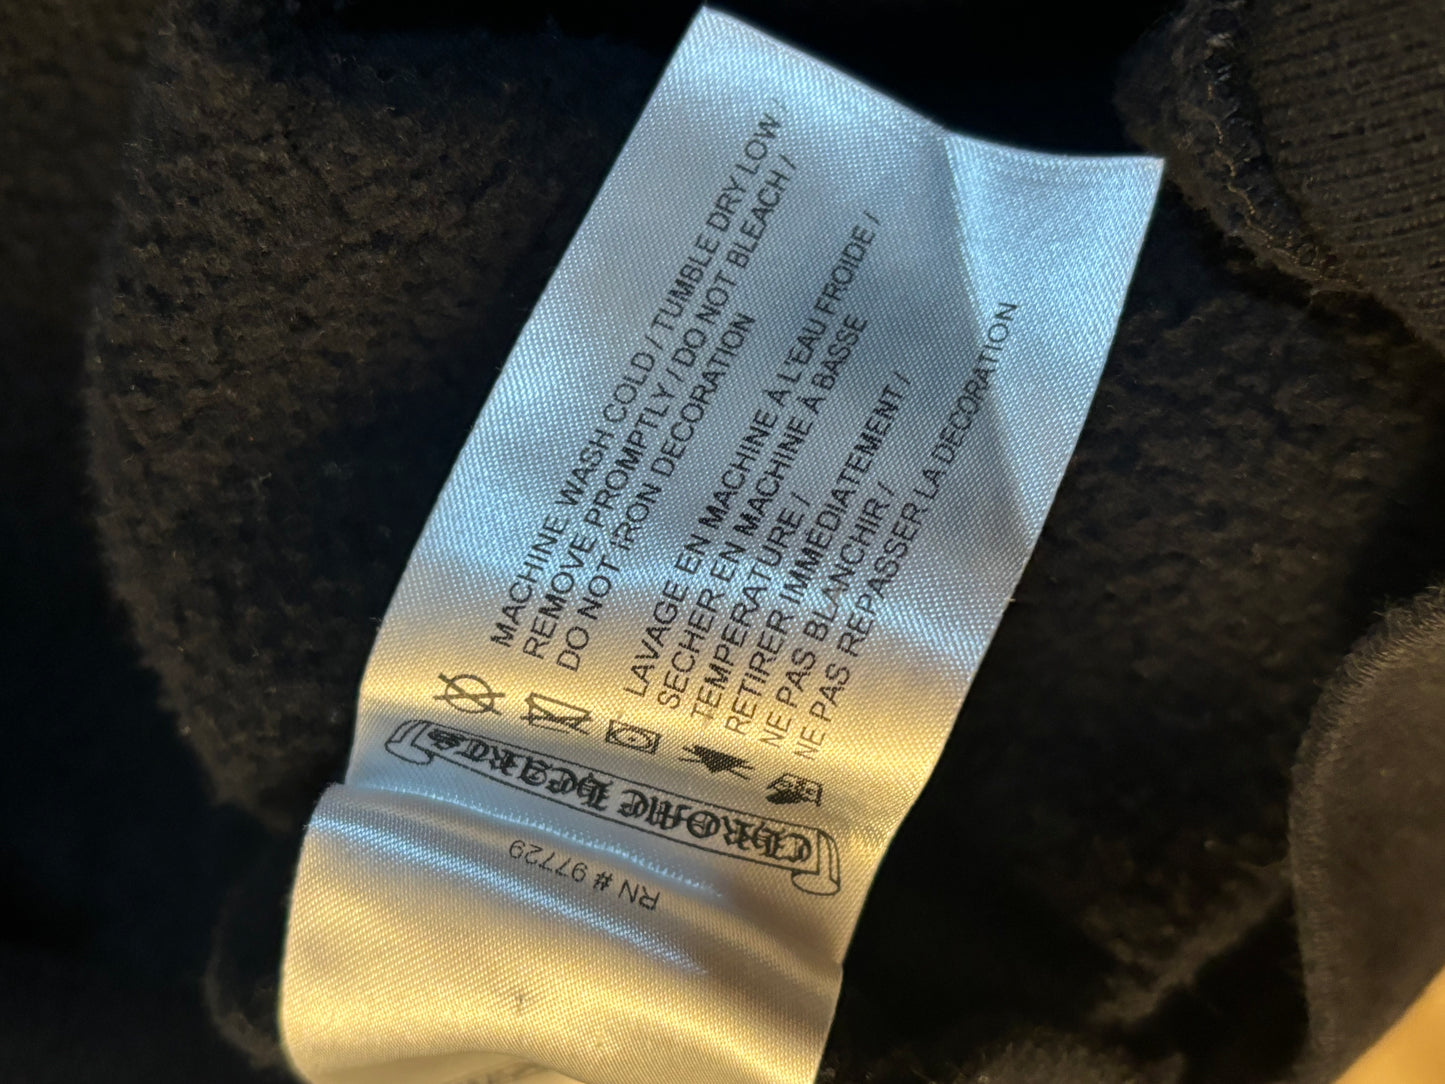 MACHINE WASH COLD / TUMBLE DRY LOW /
REMOVE PROMPTLY / DO NOT BLEACH /
DO NOT IRON DECORATION
LAVAGE EN MACHINE À L'EAU FROIDE /
SECHER EN MACHINE À BASSE
TEMPERATURE /
RETIRER IMMEDIATEMENT /
NE PAS BLANCHIR /
NE PAS REPASSER LA DECORATION
CHROME HEARTS
RN # 97729